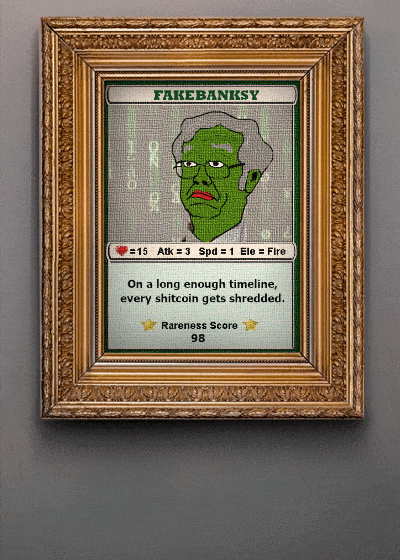 FAKEBANKSY
=15 Atk = 3 Spd = 1 Ele = Fire
On a long enough timeline,
every shitcoin gets shredded.
Rareness Score
98